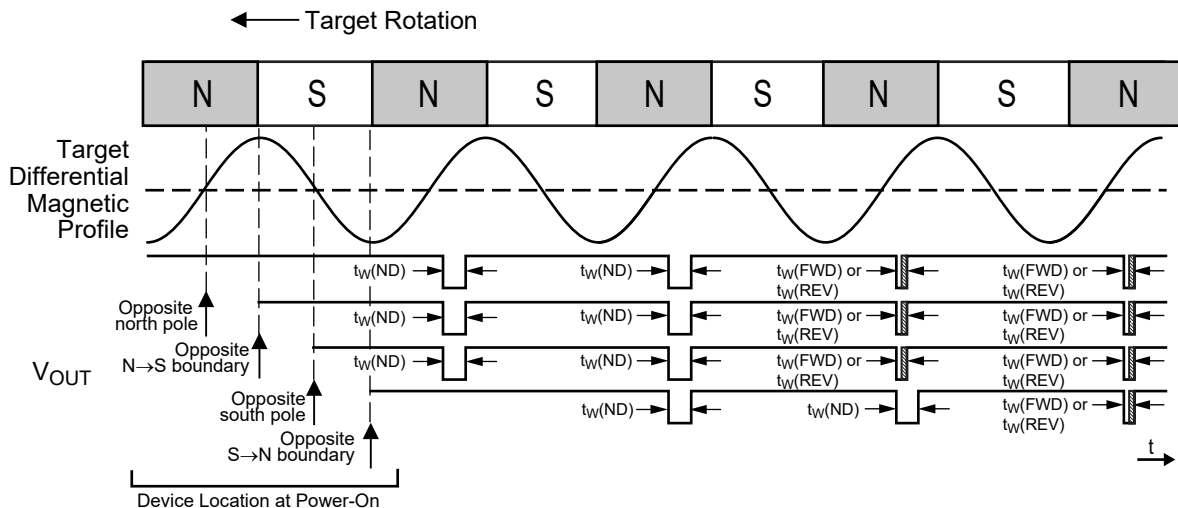 Target Rotation
N S N S N S N S N
Target
Differential
Magnetic
Profile
tW(ND) tW(ND) tW(FWD) or tW(FWD) or
tW(REV) tW(REV)
Opposite
north pole
tW(ND) tW(ND) tW(FWD) or tW(FWD) or
tW(REV) tW(REV)
Opposite
N→S boundary
tW(ND) tW(ND) tW(FWD) or tW(FWD) or
tW(REV) tW(REV)
VOUT
Opposite
south pole
tW(ND) tW(ND) tW(FWD) or
tW(REV)
Opposite
S→N boundary
t
Device Location at Power-On